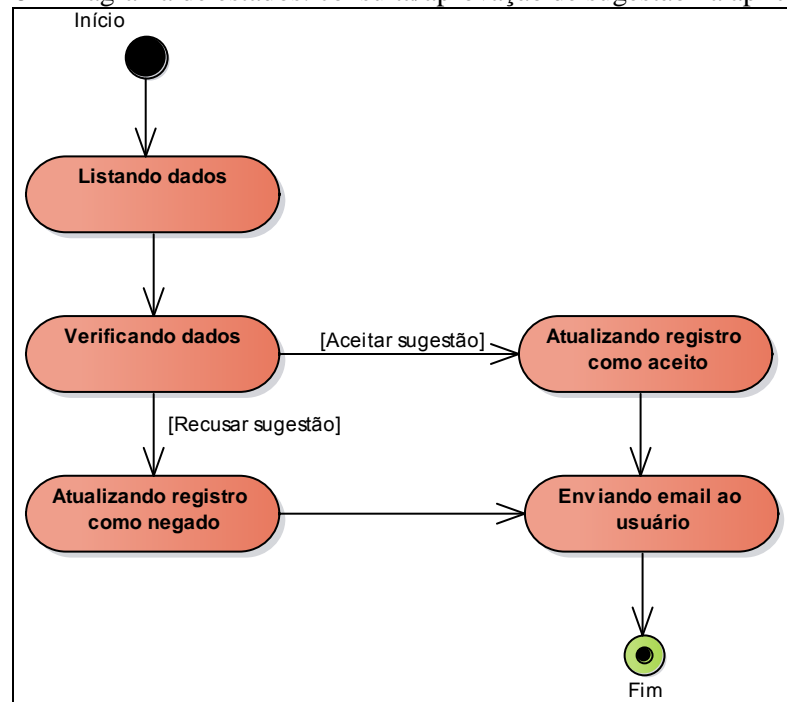 Início
Listando dados
Verificando dados
[Aceitar sugestão]
Atualizando registro
como aceito
[Recusar sugestão]
Atualizando registro
como negado
Enviando email ao
usuário
Fim